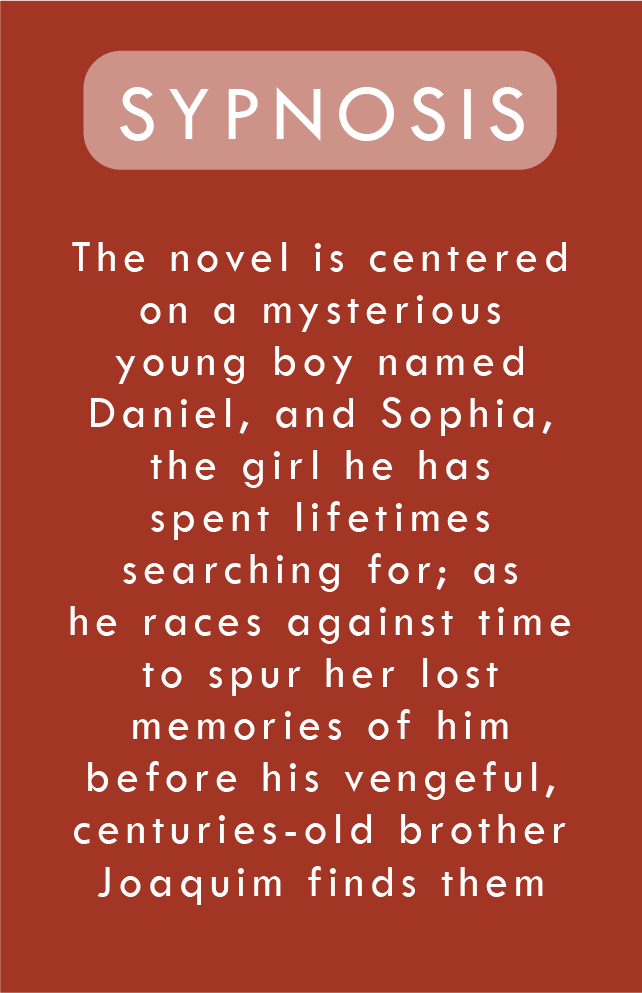 SYPNOSIS
The novel is centered
on a mysterious
young boy named
Daniel, and Sophia,
the girl he has
spent lifetimes
searching for; as
he races against time
to spur her lost
memories of him
before his vengeful,
centuries-old brother
Joaquim finds them